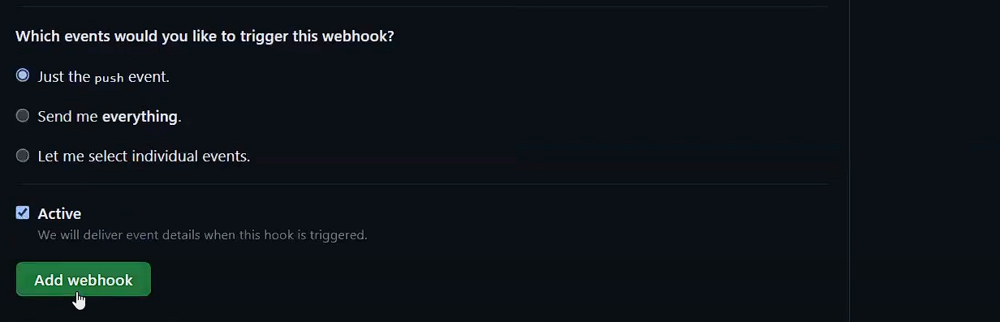 Which events would you like to trigger this webhook?
Just the push event.
Send me everything.
Let me select individual events.
Active
We will deliver event details when this hook is triggered.
Add webhook